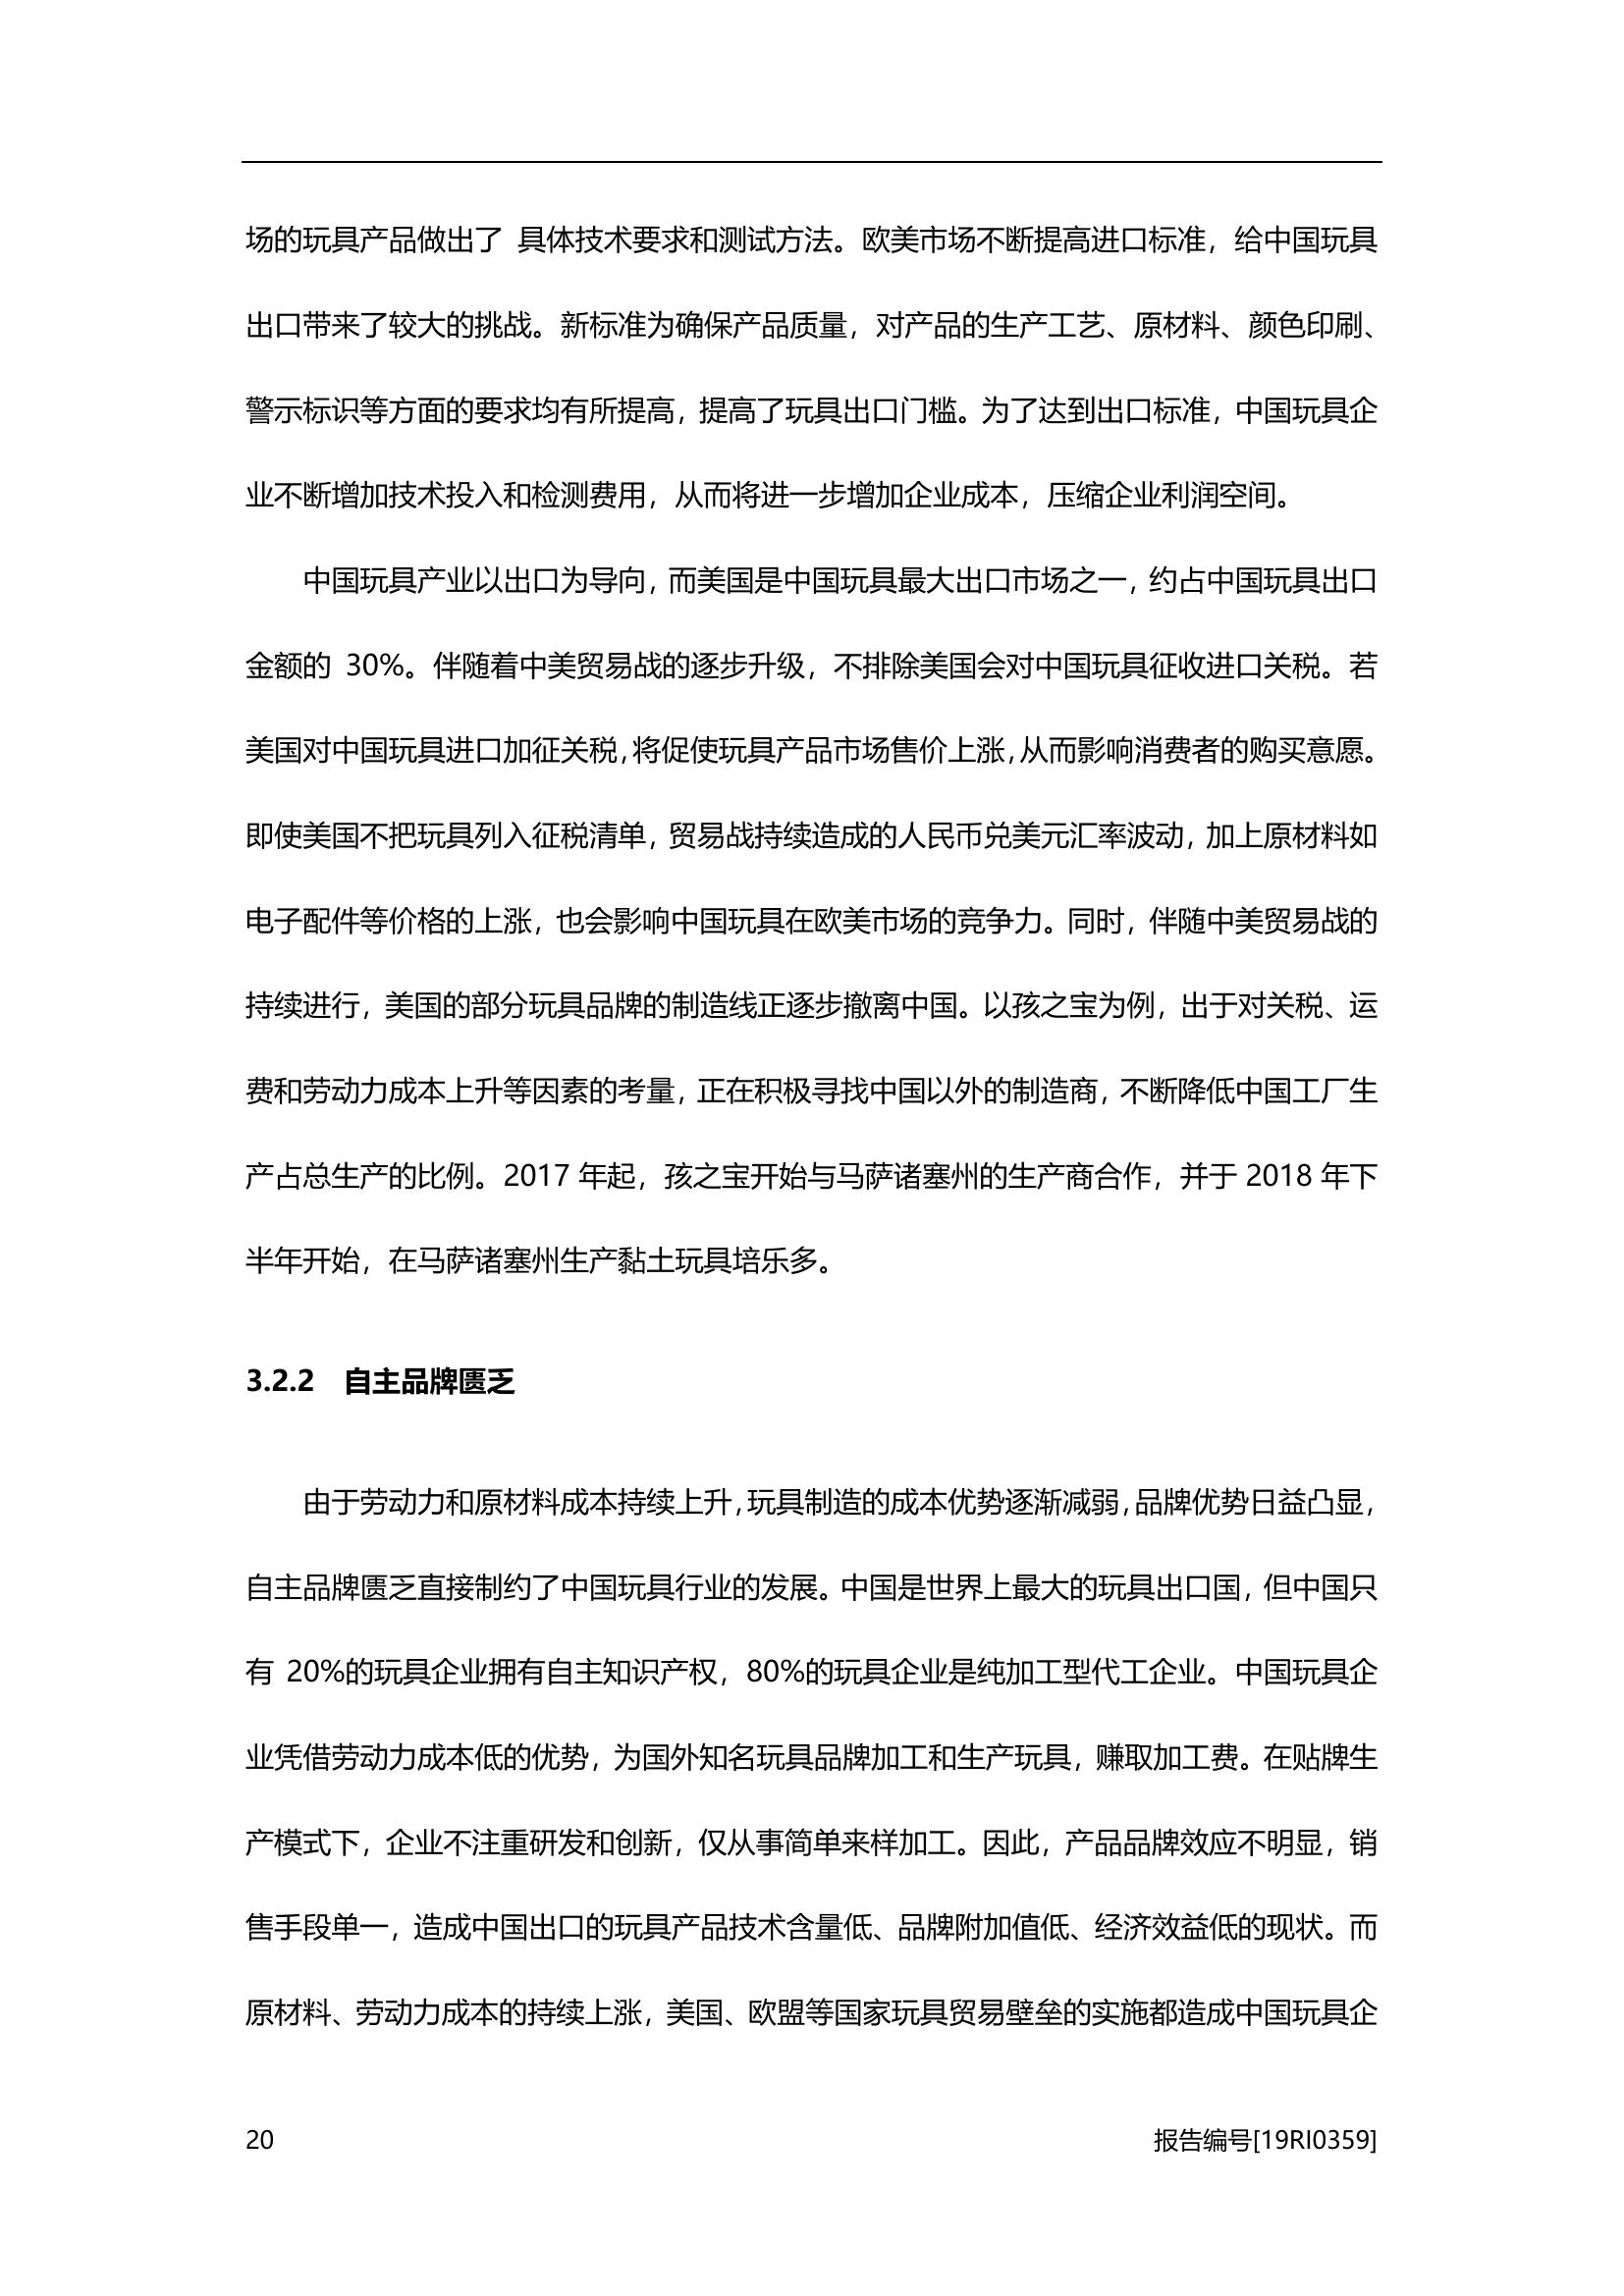 场的玩具产品做出了 具体技术要求和测试方法。欧美市场不断提高进口标准，给中国玩具
出口带来了较大的挑战。新标准为确保产品质量，对产品的生产工艺、原材料、颜色印刷、
警示标识等方面的要求均有所提高，提高了玩具出口门槛。为了达到出口标准，中国玩具企
业不断增加技术投入和检测费用，从而将进一步增加企业成本，压缩企业利润空间。
中国玩具产业以出口为导向，而美国是中国玩具最大出口市场之一，约占中国玩具出口
金额的 30%。伴随着中美贸易战的逐步升级，不排除美国会对中国玩具征收进口关税。若
美国对中国玩具进口加征关税，将促使玩具产品市场售价上涨，从而影响消费者的购买意愿。
即使美国不把玩具列入征税清单，贸易战持续造成的人民币兑美元汇率波动，加上原材料如
电子配件等价格的上涨，也会影响中国玩具在欧美市场的竞争力。同时，伴随中美贸易战的
持续进行，美国的部分玩具品牌的制造线正逐步撤离中国。以孩之宝为例，出于对关税、运
费和劳动力成本上升等因素的考量，正在积极寻找中国以外的制造商，不断降低中国工厂生
产占总生产的比例。2017 年起，孩之宝开始与马萨诸塞州的生产商合作，并于 2018 年下
半年开始，在马萨诸塞州生产黏土玩具培乐多。
3.2.2 自主品牌匮乏
由于劳动力和原材料成本持续上升，玩具制造的成本优势逐渐减弱，品牌优势日益凸显，
自主品牌匮乏直接制约了中国玩具行业的发展。中国是世界上最大的玩具出口国，但中国只
有 20%的玩具企业拥有自主知识产权，80%的玩具企业是纯加工型代工企业。中国玩具企
业凭借劳动力成本低的优势，为国外知名玩具品牌加工和生产玩具，赚取加工费。在贴牌生
产模式下，企业不注重研发和创新，仅从事简单来样加工。因此，产品品牌效应不明显，销
售手段单一，造成中国出口的玩具产品技术含量低、品牌附加值低、经济效益低的现状。而
原材料、劳动力成本的持续上涨，美国、欧盟等国家玩具贸易壁垒的实施都造成中国玩具企
20 报告编号[19RI0359]